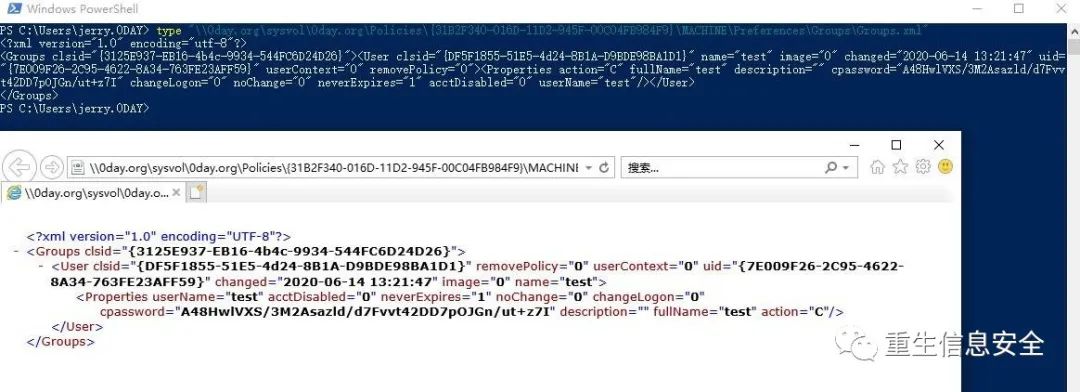 Windows PowerShell
PS C:\Users\jerry.0DAY> type "\\0day.org\sysvol\0day.org\Policies\{31B2F340-016D-11D2-945F-00C04FB984F9}\MACHINE\Preferences\Groups\Groups.xml"
<?xml version="1.0" encoding="utf-8"?>
<Groups clsid="{3125E937-EB16-4b4c-9934-544FC6D24D26}"><User clsid="{DF5F1855-51E5-4d24-8B1A-D9BDE98BA1D1}" name="test" image="0" changed="2020-06-14 13:21:47" uid=
"{7E009F26-2C95-4622-8A34-763FE23AFF59}" userContext="0" removePolicy="0"><Properties action="C" fullName="test" description="" cpassword="A48HwlVXS/3M2Asazld/d7Fvv
t42DD7pOJGn/ut+z7I" changeLogon="0" noChange="0" neverExpires="1" acctDisabled="0" userName="test"/></User>
</Groups>
PS C:\Users\jerry.0DAY>
\\0day.org\sysvol\0day.org\Policies\{31B2F340-016D-11D2-945F-00C04FB984F9}\MACHINE
搜索...
\\0day.org\sysvol\0day.o...
<?xml version="1.0" encoding="UTF-8"?>
- <Groups clsid="{3125E937-EB16-4b4c-9934-544FC6D24D26}">
- <User clsid="{DF5F1855-51E5-4d24-8B1A-D9BDE98BA1D1}" removePolicy="0" userContext="0" uid="{7E009F26-2C95-4622-
8A34-763FE23AFF59}" changed="2020-06-14 13:21:47" image="0" name="test">
<Properties userName="test" acctDisabled="0" neverExpires="1" noChange="0" changeLogon="0"
cpassword="A48HwlVXS/3M2Asazld/d7Fvvt42DD7pOJGn/ut+z7I" description="" fullName="test" action="C"/>
</User>
</Groups>
重生信息安全